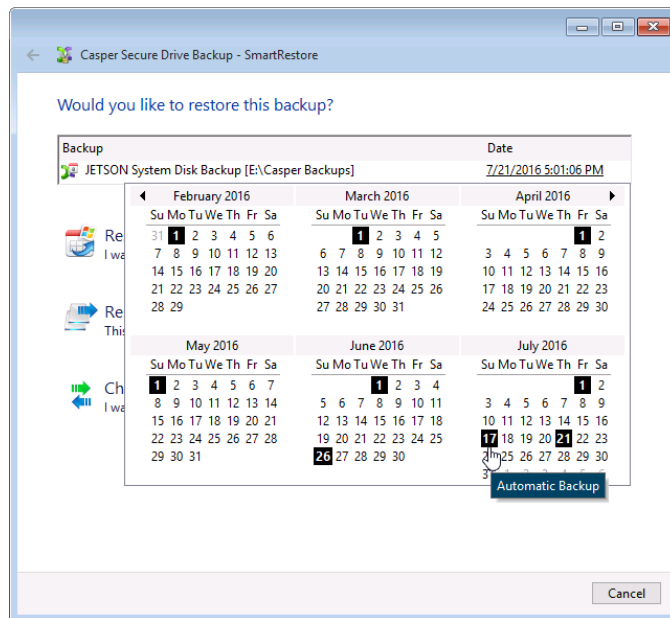 Casper Secure Drive Backup - SmartRestore
Would you like to restore this backup?
Backup Date
JETSON System Disk Backup [E:\Casper Backups] 7/21/2016 5:01:06 PM
February 2016 March 2016 April 2016
Su Mo Tu We Th Fr Sa Su Mo Tu We Th Fr Sa Su Mo Tu We Th Fr Sa
31 1 2 3 4 5 6 1 2 3 4 5 1 2
7 8 9 10 11 12 13 6 7 8 9 10 11 12 3 4 5 6 7 8 9
14 15 16 17 18 19 20 13 14 15 16 17 18 19 10 11 12 13 14 15 16
21 22 23 24 25 26 27 20 21 22 23 24 25 26 17 18 19 20 21 22 23
28 29 27 28 29 30 31 24 25 26 27 28 29 30
May 2016 June 2016 July 2016
Su Mo Tu We Th Fr Sa Su Mo Tu We Th Fr Sa Su Mo Tu We Th Fr Sa
1 2 3 4 5 6 7 1 2 3 4 1 2
8 9 10 11 12 13 14 5 6 7 8 9 10 11 3 4 5 6 7 8 9
15 16 17 18 19 20 21 12 13 14 15 16 17 18 10 11 12 13 14 15 16
22 23 24 25 26 27 28 19 20 21 22 23 24 25 17 18 19 20 21 22 23
29 30 31 26 27 28 29 30 25 26 27 28 29 30
Re
I wa
Re
This
Ch
I wa
Automatic Backup
Cancel